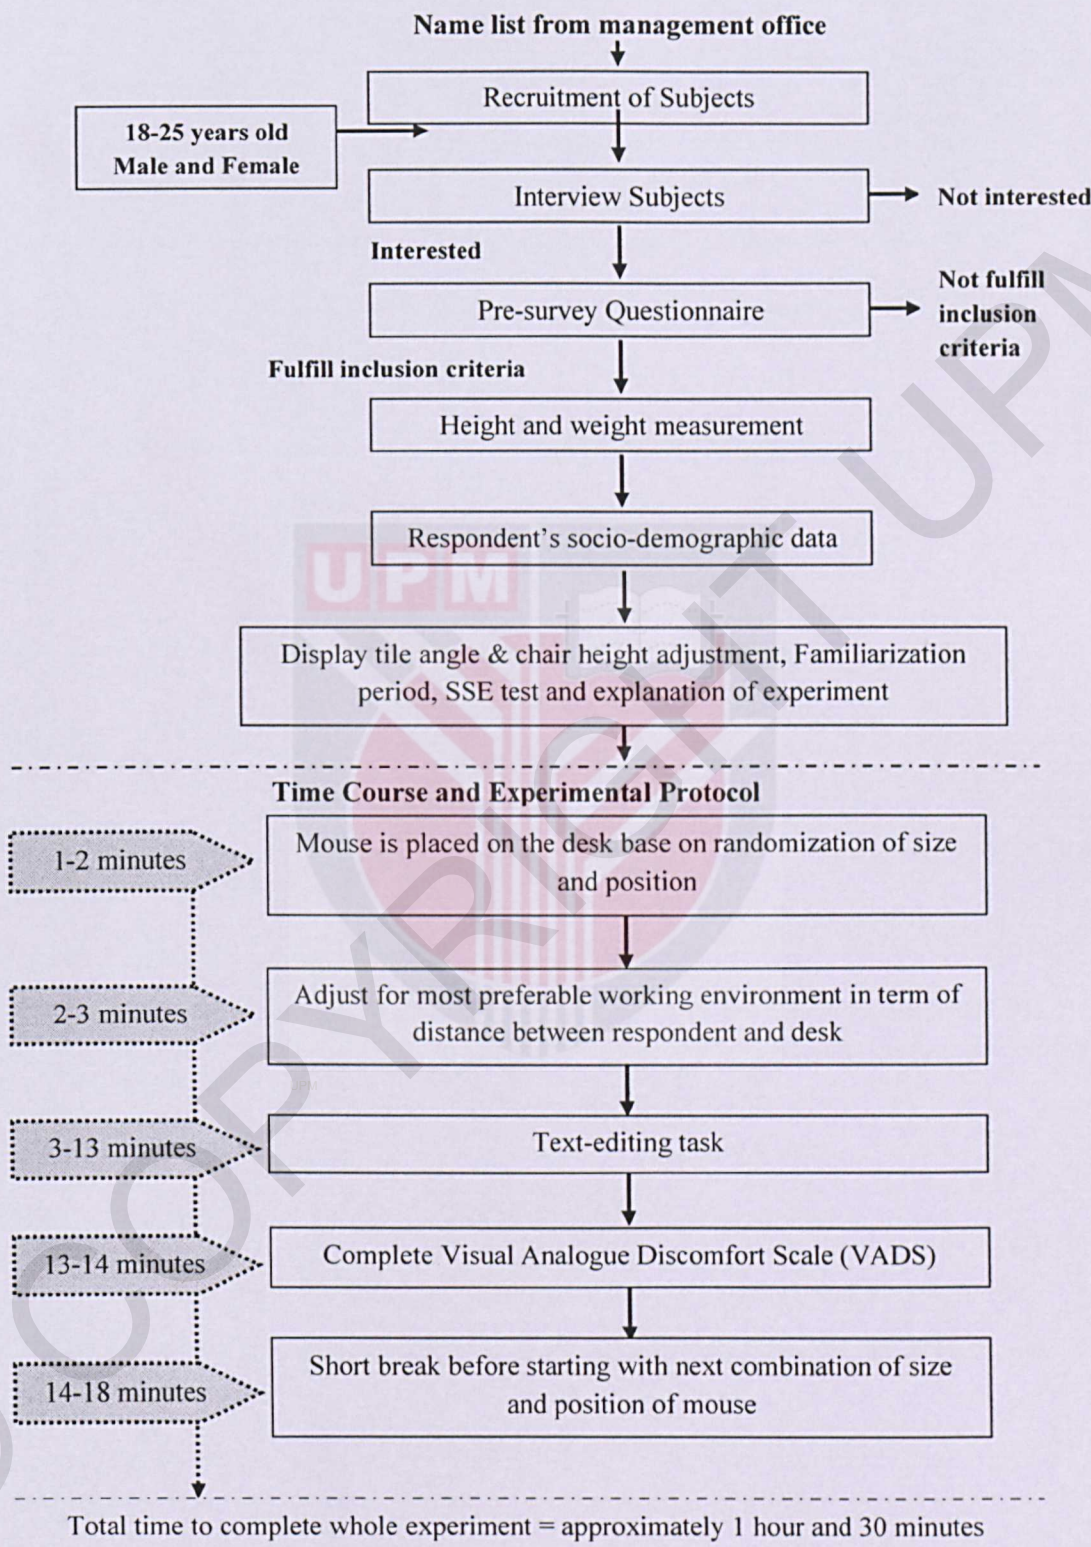 Name list from management office
Recruitment of Subjects
18-25 years old
Male and Female
Interview Subjects
Not interested
Interested
Pre-survey Questionnaire
Not fulfill
inclusion
criteria
Fulfill inclusion criteria
Height and weight measurement
Respondent's socio-demographic data
UPM
Display tile angle & chair height adjustment, Familiarization
period, SSE test and explanation of experiment
Time Course and Experimental Protocol
1-2 minutes
Mouse is placed on the desk base on randomization of size
and position
2-3 minutes
Adjust for most preferable working environment in term of
distance between respondent and desk
UPM
3-13 minutes
Text-editing task
13-14 minutes
Complete Visual Analogue Discomfort Scale (VADS)
14-18 minutes
Short break before starting with next combination of size
and position of mouse
Total time to complete whole experiment = approximately 1 hour and 30 minutes
COPYRIGHT UPM